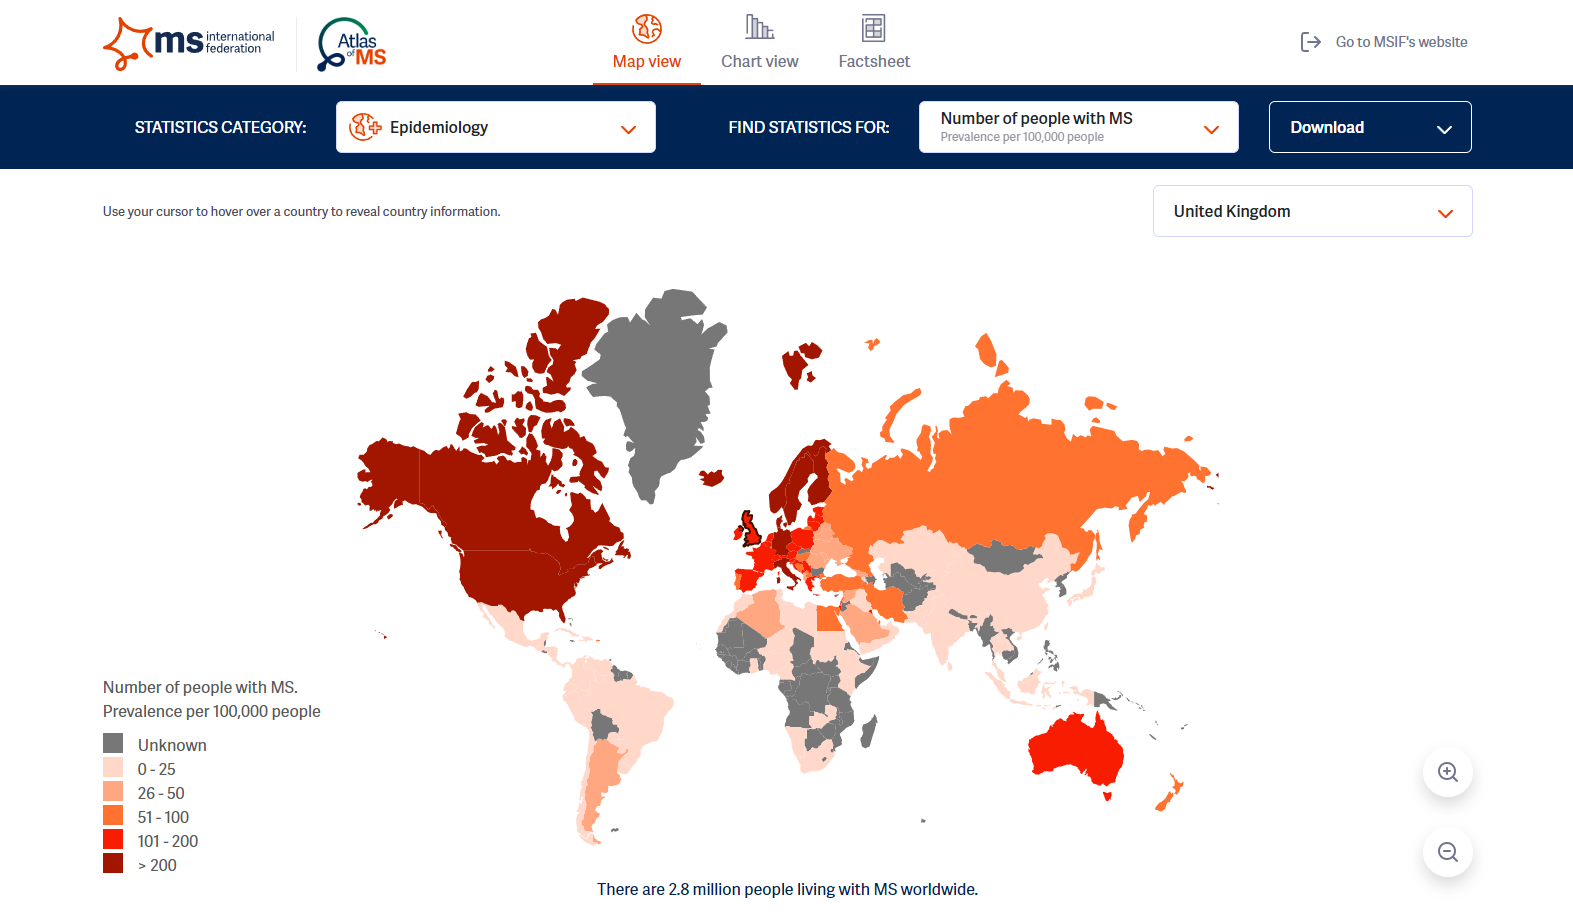 ms international
federation
Atlas
of MS
Map view
Chart view
Factsheet
Go to MSIF's website
STATISTICS CATEGORY:
Epidemiology
FIND STATISTICS FOR:
Number of people with MS
Prevalence per 100,000 people
Download
Use your cursor to hover over a country to reveal country information.
United Kingdom
Number of people with MS.
Prevalence per 100,000 people
Unknown
0 - 25
26 - 50
51 - 100
101 - 200
> 200
There are 2.8 million people living with MS worldwide.